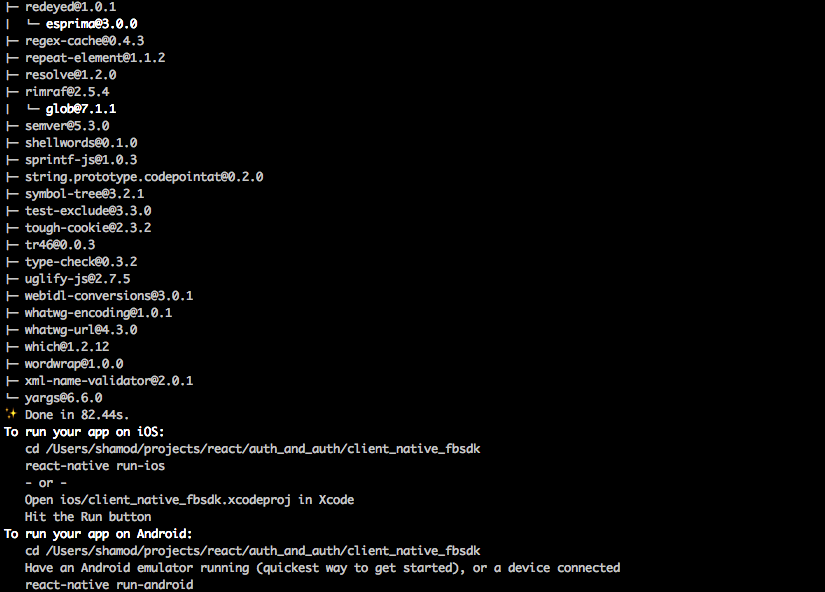 ├─ redeyed@1.0.1
│  └─ esprima@3.0.0
├─ regex-cache@0.4.3
├─ repeat-element@1.1.2
├─ resolve@1.2.0
├─ rimraf@2.5.4
│  └─ glob@7.1.1
├─ semver@5.3.0
├─ shellwords@0.1.0
├─ sprintf-js@1.0.3
├─ string.prototype.codepointat@0.2.0
├─ symbol-tree@3.2.1
├─ test-exclude@3.3.0
├─ tough-cookie@2.3.2
├─ tr46@0.0.3
├─ type-check@0.3.2
├─ uglify-js@2.7.5
├─ webidl-conversions@3.0.1
├─ whatwg-encoding@1.0.1
├─ whatwg-url@4.3.0
├─ which@1.2.12
├─ wordwrap@1.0.0
├─ xml-name-validator@2.0.1
└─ yargs@6.6.0
✨ Done in 82.44s.
To run your app on iOS:
   cd /Users/shamod/projects/react/auth_and_auth/client_native_fbsdk
   react-native run-ios
   - or -
   Open ios/client_native_fbsdk.xcodeproj in Xcode
   Hit the Run button
To run your app on Android:
   cd /Users/shamod/projects/react/auth_and_auth/client_native_fbsdk
   Have an Android emulator running (quickest way to get started), or a device connected
   react-native run-android